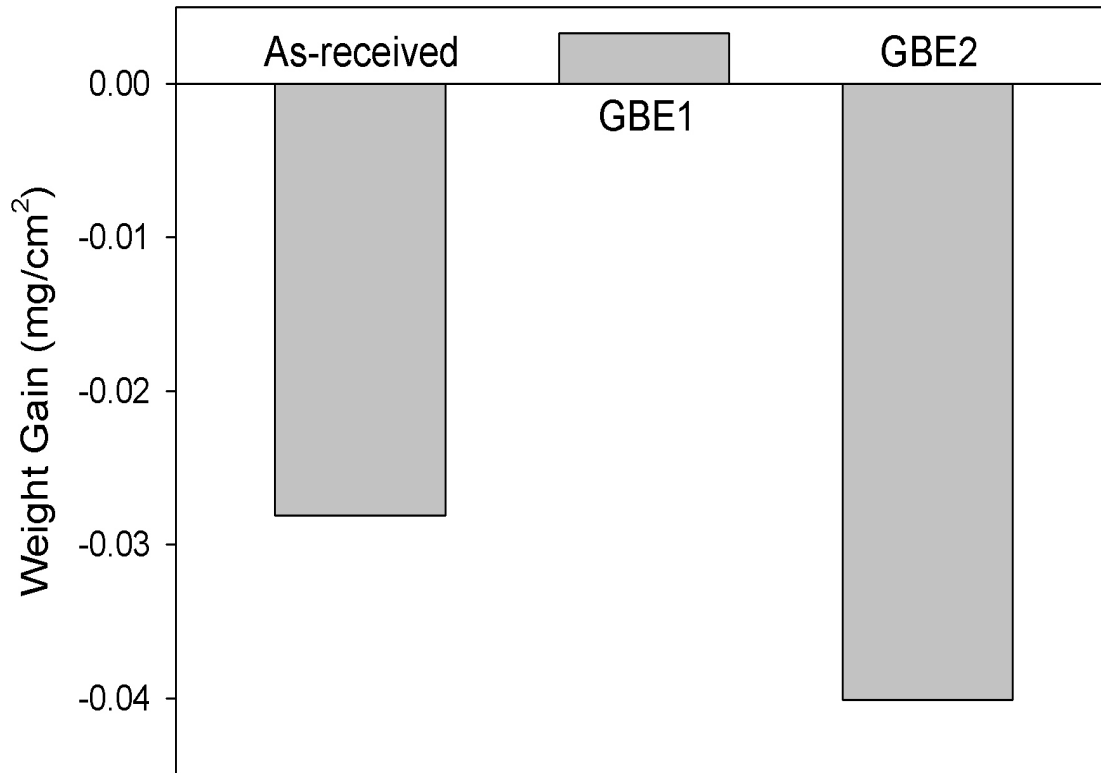 As-received
GBE2
GBE1
0.00
-0.01
-0.02
-0.03
-0.04
Weight Gain (mg/cm²)